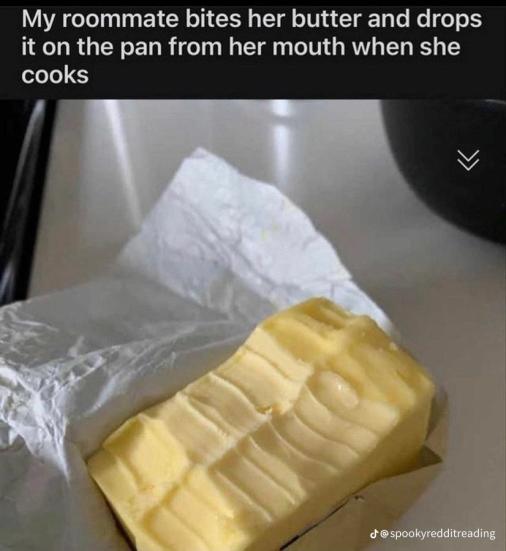 My roommate bites her butter and drops
it on the pan from her mouth when she
cooks
@spookyredditreading